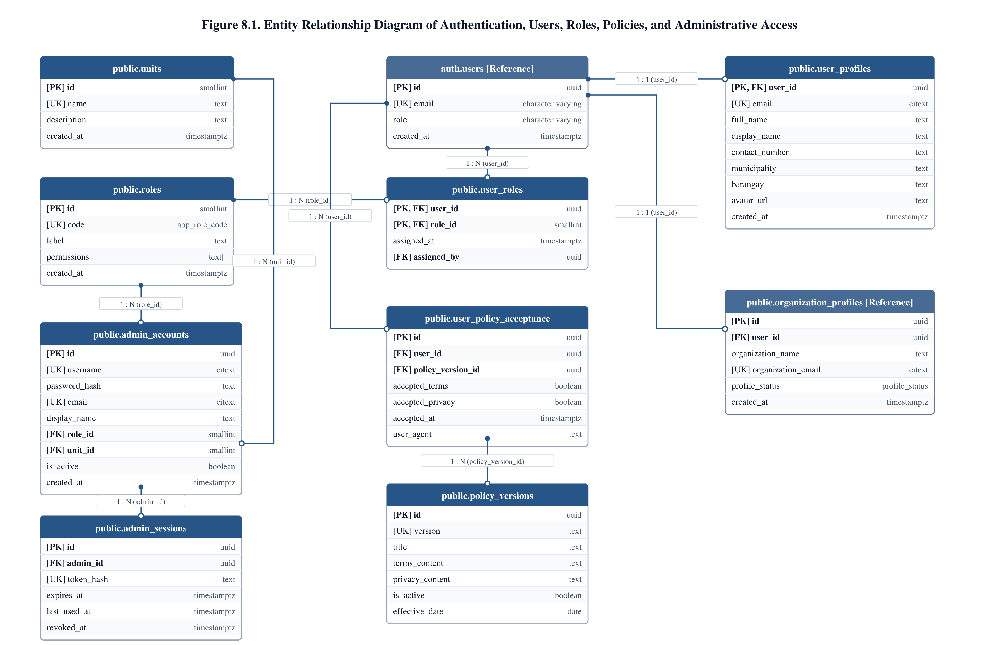 Figure 8.1. Entity Relationship Diagram of Authentication, Users, Roles, Policies, and Administrative Access
public.units
[PK] id smallint
[UK] name text
description text
created_at timestamptz
public.roles
[PK] id smallint
[UK] code app_role_code
label text
permissions text[]
created_at timestamptz
1 : N (role_id)
public.admin_accounts
[PK] id uuid
[UK] username citext
password_hash text
[UK] email citext
display_name text
[FK] role_id smallint
[FK] unit_id smallint
is_active boolean
created_at timestamptz
1 : N (admin_id)
public.admin_sessions
[PK] id uuid
[FK] admin_id uuid
[UK] token_hash text
expires_at timestamptz
last_used_at timestamptz
revoked_at timestamptz
1 : N (role_id)
1 : N (user_id)
1 : N (unit_id)
auth.users [Reference]
[PK] id uuid
[UK] email character varying
role character varying
created_at timestamptz
1 : N (user_id)
public.user_roles
[PK, FK] user_id uuid
[PK, FK] role_id smallint
assigned_at timestamptz
[FK] assigned_by uuid
public.user_policy_acceptance
[PK] id uuid
[FK] user_id uuid
[FK] policy_version_id uuid
accepted_terms boolean
accepted_privacy boolean
accepted_at timestamptz
user_agent text
1 : N (policy_version_id)
public.policy_versions
[PK] id uuid
[UK] version text
title text
terms_content text
privacy_content text
is_active boolean
effective_date date
1 : 1 (user_id)
1 : 1 (user_id)
public.user_profiles
[PK, FK] user_id uuid
[UK] email citext
full_name text
display_name text
contact_number text
municipality text
barangay text
avatar_url text
created_at timestamptz
public.organization_profiles [Reference]
[PK] id uuid
[FK] user_id uuid
organization_name text
[UK] organization_email citext
profile_status profile_status
created_at timestamptz